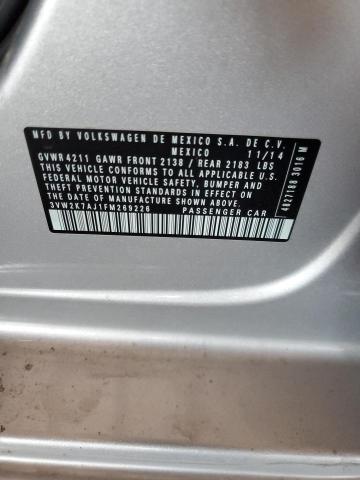 MFD BY VOLKSWAGEN DE MEXICO S.A. DE C.V.
MEXICO 11/14
GVWR 4211 GAWR FRONT 2138 / REAR 2183 LBS
THIS VEHICLE CONFORMS TO ALL APPLICABLE U.S.
FEDERAL MOTOR VEHICLE SAFETY, BUMPER AND
THEFT PREVENTION STANDARDS IN EFFECT ON
THE DATE OF MANUFACTURE SHOWN ABOVE.
3VW2K7AJ1FM269226 PASSENGER CAR
4827188 3016 M